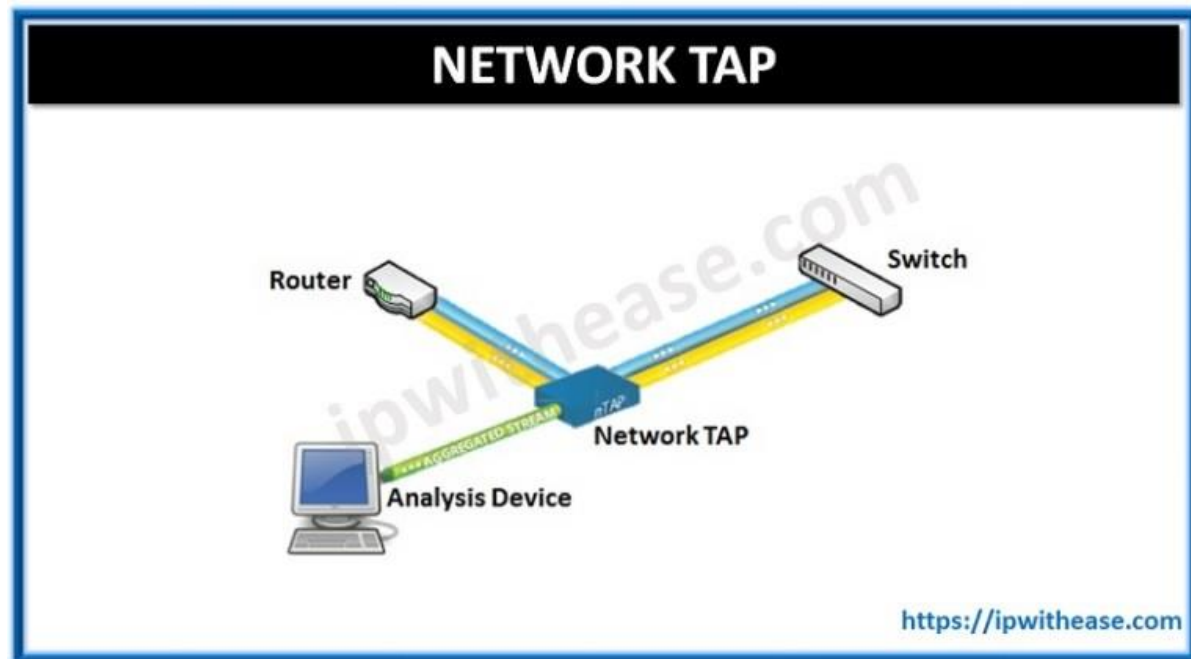 NETWORK TAP
ipwithease.com
Switch
Router
nTAP
Network TAP
AGGREGATED STREAM
Analysis Device
https://ipwithease.com